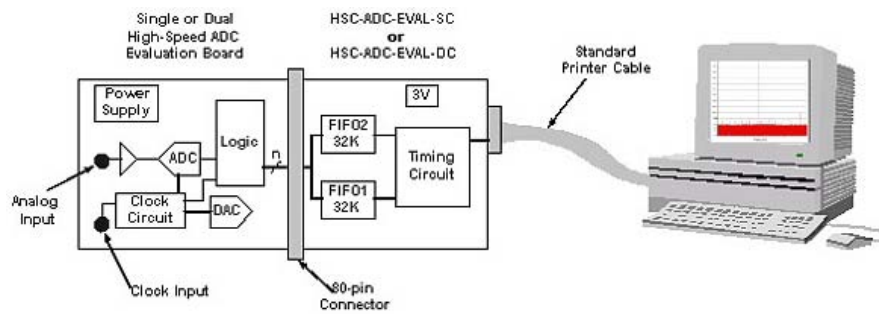 Single or Dual
High-Speed ADC
Evaluation Board
HSC-ADC-EVAL-SC
or
HSC-ADC-EVAL-DC
Standard
Printer Cable
Power
Supply
3V
Logic
n
FIFO2
32K
ADC
Timing
Circuit
Analog
Input
Clock
Circuit
DAC
FIFO1
32K
Clock Input
80-pin
Connector